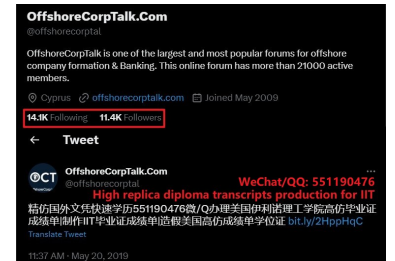 OffshoreCorpTalk.Com
@offshorecorptal
OffshoreCorpTalk is one of the largest and most popular forums for offshore
company formation & Banking. This online forum has more than 21000 active
members.
Cyprus offshorecorptalk.com Joined May 2009
14.1K Following 11.4K Followers
← Tweet
OCT OffshoreCorpTalk.Com ...
@offshorecorptal WeChat/QQ: 551190476
High replica diploma transcripts production for IIT
精仿国外文凭快速学历551190476微/Q办理美国伊利诺理工学院高仿毕业证
成绩单|制作IIT毕业证成绩单|造假美国高仿成绩单学位证 bit.ly/2HppHqC
Translate Tweet
11:37 AM · May 20, 2019